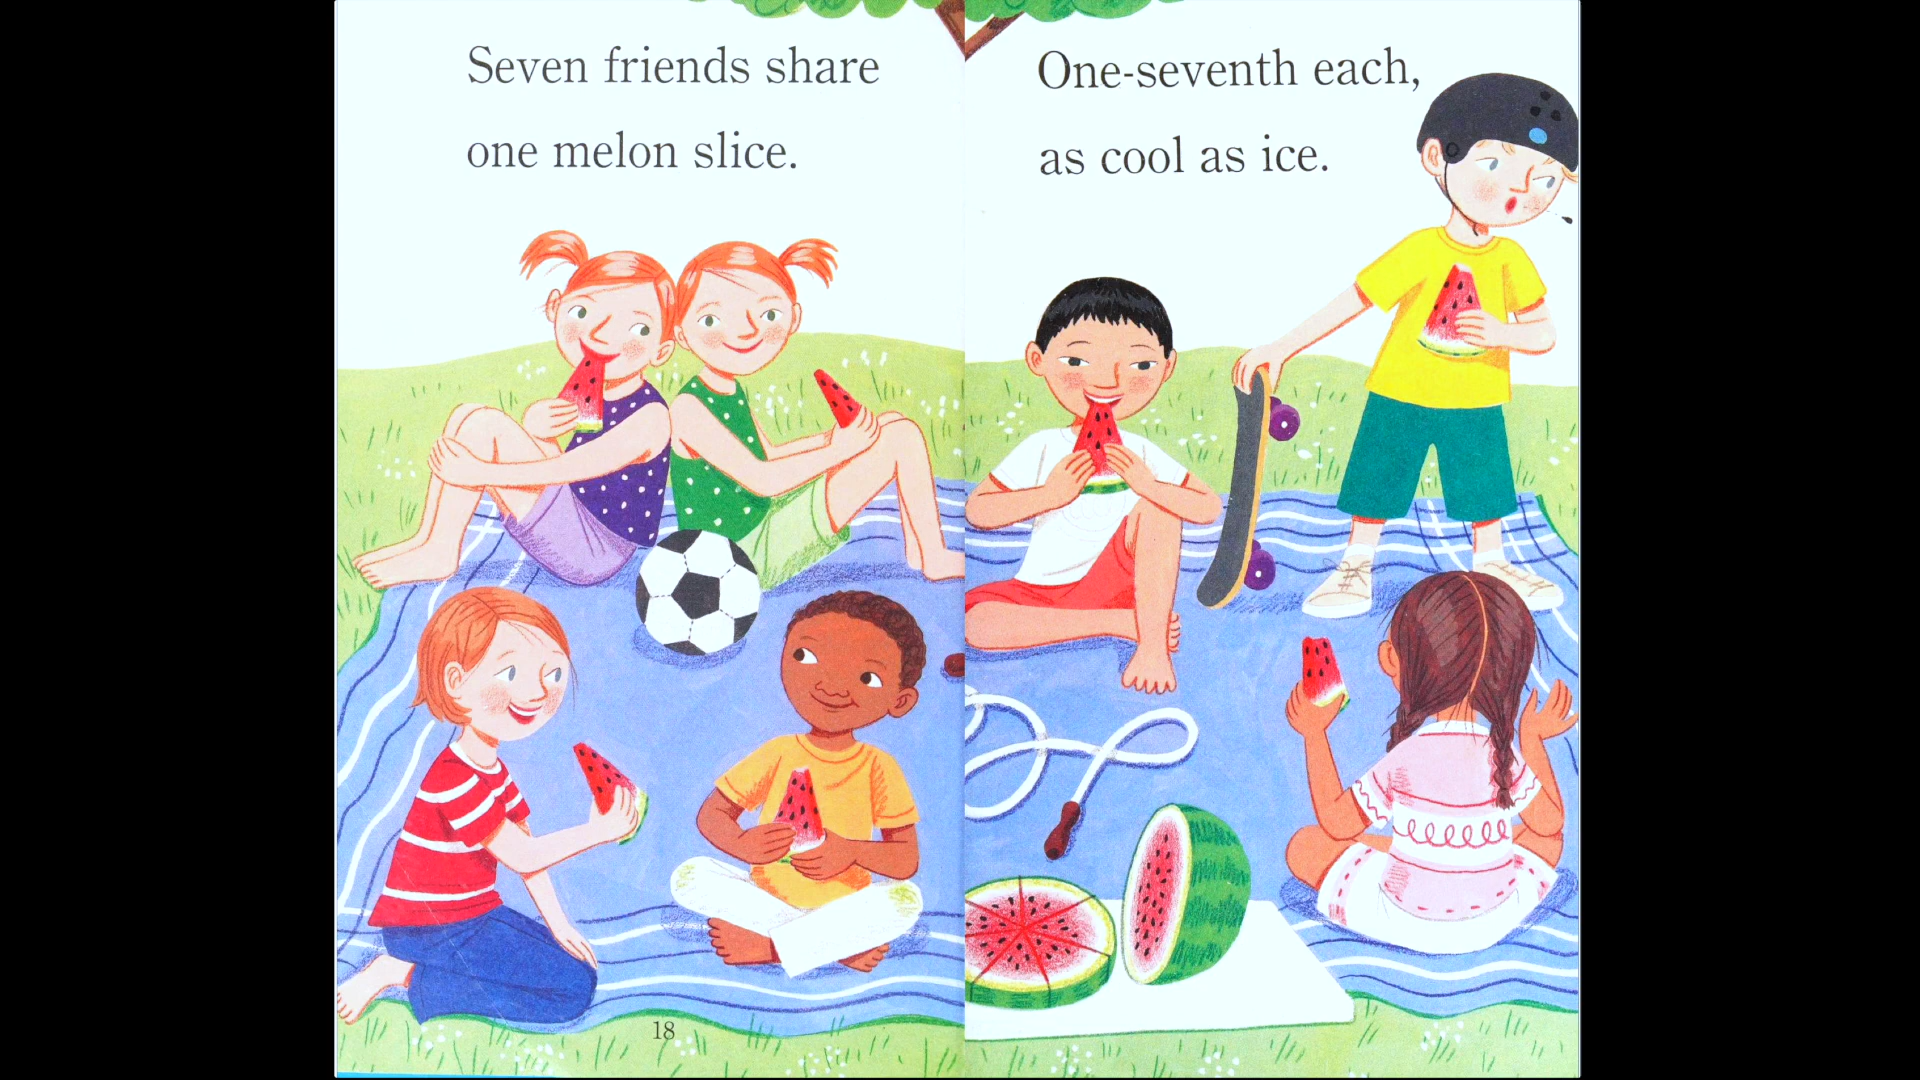 Seven friends share
one melon slice.
One-seventh each,
as cool as ice.
18